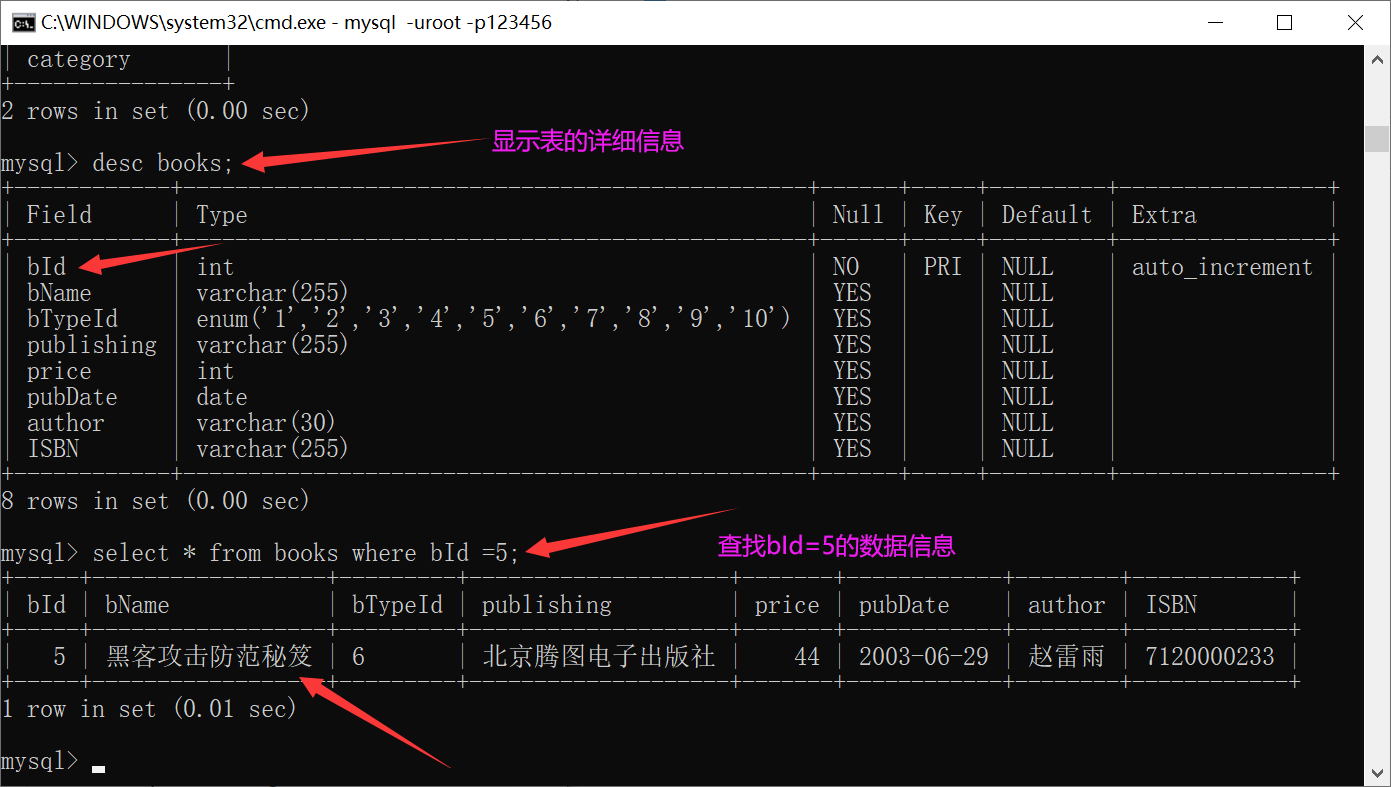 C:\WINDOWS\system32\cmd.exe - mysql  -uroot -p123456
| category       |
+----------------+
2 rows in set (0.00 sec)
显示表的详细信息
mysql> desc books;
+------------+------------------------------------------------+------+-----+---------+----------------+
| Field      | Type                                           | Null | Key | Default | Extra          |
+------------+------------------------------------------------+------+-----+---------+----------------+
| bId        | int                                            | NO   | PRI | NULL    | auto_increment |
| bName      | varchar(255)                                   | YES  |     | NULL    |                |
| bTypeId    | enum('1','2','3','4','5','6','7','8','9','10') | YES  |     | NULL    |                |
| publishing | varchar(255)                                   | YES  |     | NULL    |                |
| price      | int                                            | YES  |     | NULL    |                |
| pubDate    | date                                           | YES  |     | NULL    |                |
| author     | varchar(30)                                    | YES  |     | NULL    |                |
| ISBN       | varchar(255)                                   | YES  |     | NULL    |                |
+------------+------------------------------------------------+------+-----+---------+----------------+
8 rows in set (0.00 sec)
mysql> select * from books where bId =5;
查找bId=5的数据信息
+-----+------------------+---------+--------------------+-------+------------+--------+------------+
| bId | bName            | bTypeId | publishing         | price | pubDate    | author | ISBN       |
+-----+------------------+---------+--------------------+-------+------------+--------+------------+
|   5 | 黑客攻击防范秘笈 | 6       | 北京腾图电子出版社 |    44 | 2003-06-29 | 赵雷雨 | 7120000233 |
+-----+------------------+---------+--------------------+-------+------------+--------+------------+
1 row in set (0.01 sec)
mysql>